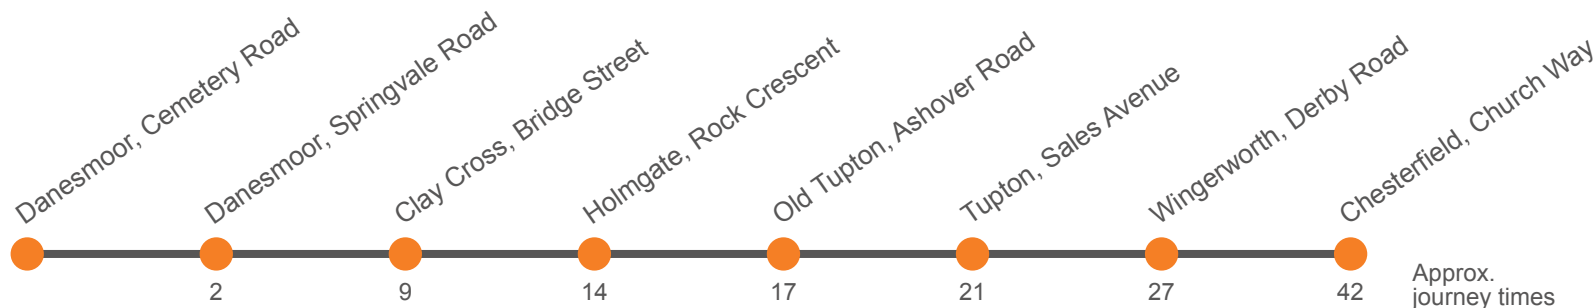 Danesmoor, Cemetery Road
Danesmoor, Springvale Road
Clay Cross, Bridge Street
Holmgate, Rock Crescent
Old Tupton, Ashover Road
Tupton, Sales Avenue
Wingerworth, Derby Road
Chesterfield, Church Way
2
9
14
17
21
27
42
Approx.
journey times